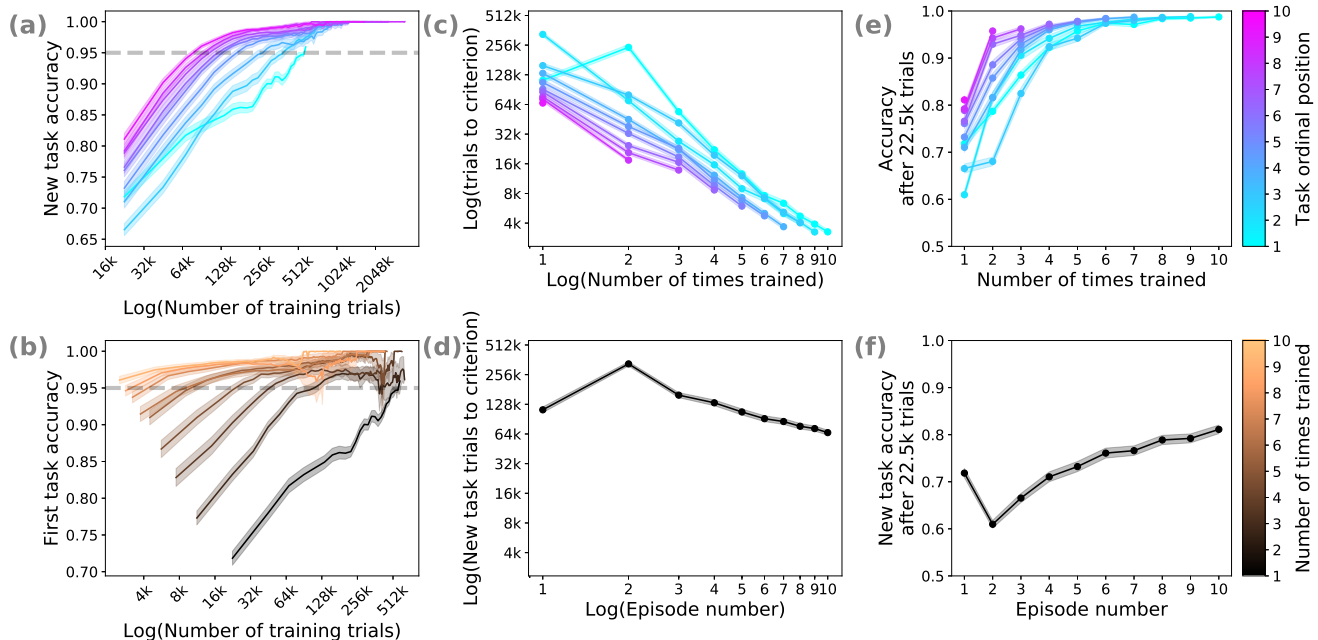 (a)
New task accuracy
1.00
0.95
0.90
0.85
0.80
0.75
0.70
0.65
16k
32k
64k
128k
256k
512k
1024k
2048k
Log(Number of training trials)
(c)
Log(trials to criterion)
512k
256k
128k
64k
32k
16k
8k
4k
1
2
3
4
5
6
7
8
9
10
Log(Number of times trained)
(e)
Accuracy
after 22.5k trials
1.0
0.9
0.8
0.7
0.6
0.5
1
2
3
4
5
6
7
8
9
10
Number of times trained
10
9
8
7
6
5
4
3
2
1
Task ordinal position
(b)
First task accuracy
1.00
0.95
0.90
0.85
0.80
0.75
0.70
4k
8k
16k
32k
64k
128k
256k
512k
Log(Number of training trials)
(d)
Log(New task trials to criterion)
512k
256k
128k
64k
32k
16k
8k
4k
1
2
3
4
5
6
7
8
9
10
Log(Episode number)
(f)
New task accuracy
after 22.5k trials
1.0
0.9
0.8
0.7
0.6
0.5
1
2
3
4
5
6
7
8
9
10
Episode number
10
9
8
7
6
5
4
3
2
1
Number of times trained